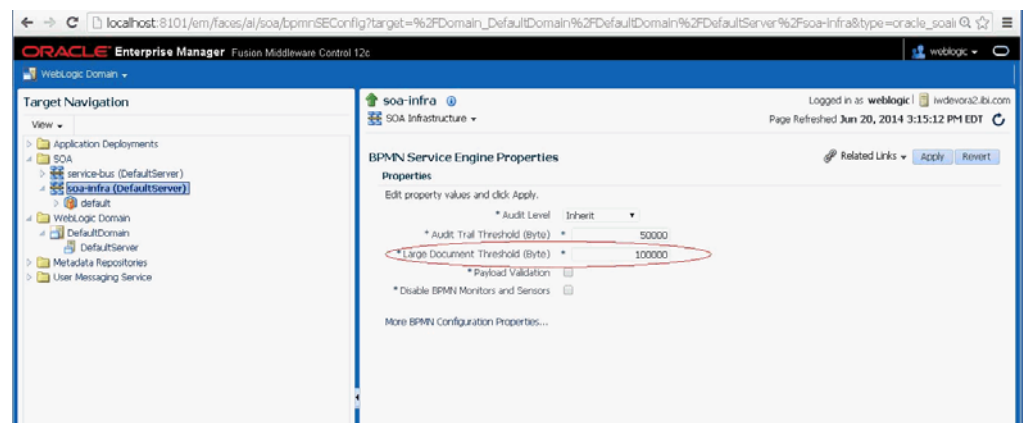 localhost:8101/em/faces/ai/soa/bpmnSEConfig?target=%2FDomain_DefaultDomain%2FDefaultDomain%2FDefaultServer%2Fsoa-infra&type=oracle_soai
ORACLE Enterprise Manager Fusion Middleware Control 12c
weblogic
WebLogic Domain
Target Navigation
View
Application Deployments
SOA
service-bus (DefaultServer)
soa-infra (DefaultServer)
default
WebLogic Domain
DefaultDomain
DefaultServer
Metadata Repositories
User Messaging Service
soa-infra
Logged in as weblogic| iwdevora2.ibi.com
SOA Infrastructure
Page Refreshed Jun 20, 2014 3:15:12 PM EDT
BPMN Service Engine Properties
Related Links Apply Revert
Properties
Edit property values and click Apply.
* Audit Level Inherit
* Audit Trail Threshold (Byte) * 50000
* Large Document Threshold (Byte) * 100000
* Payload Validation
* Disable BPMN Monitors and Sensors
More BPMN Configuration Properties...